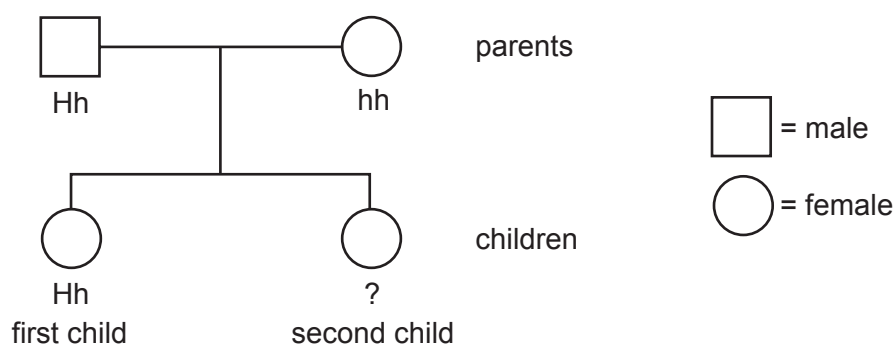 parents
Hh
hh
= male
= female
children
Hh
?
first child
second child